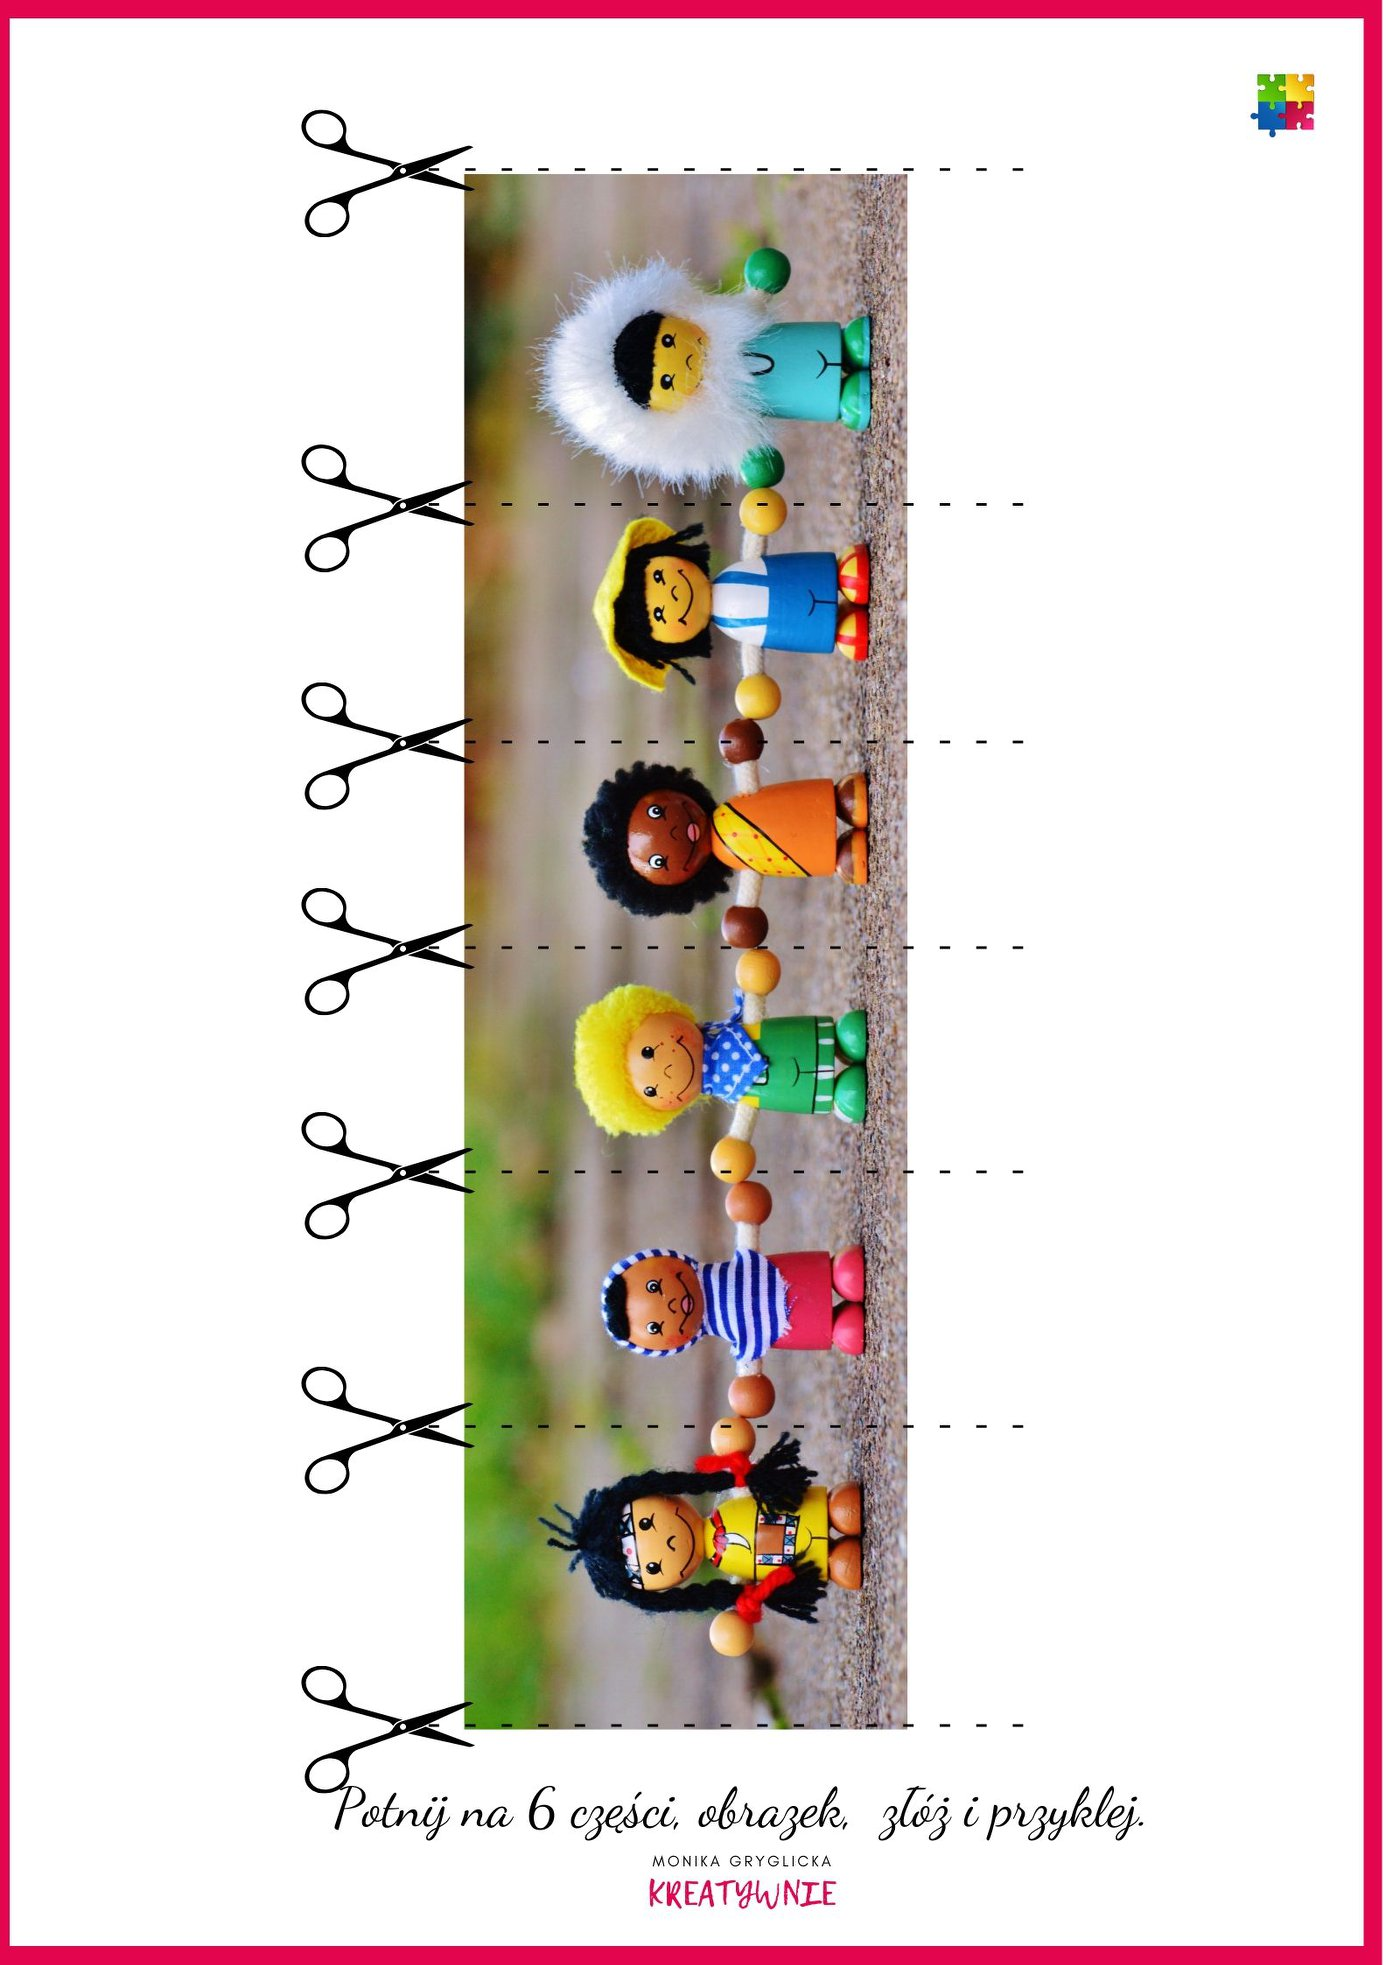 Potnij na 6 części, obrazek, złóż i przyklej.
MONIKA GRYGLICKA
KREATYWNIE